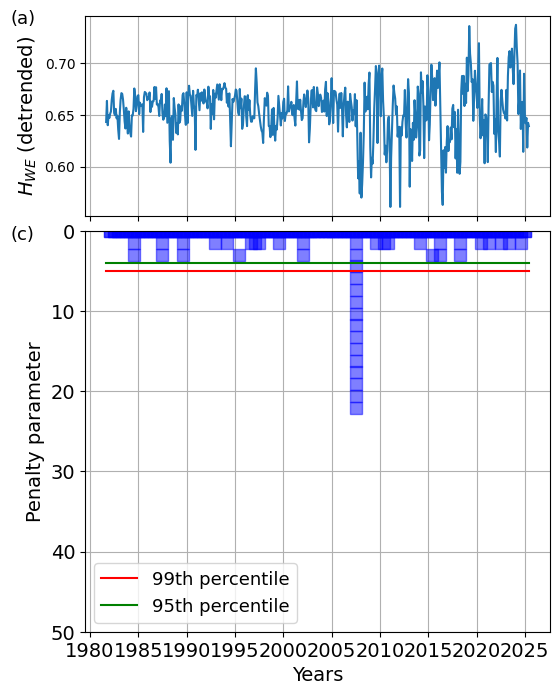 (a)
H_WE (detrended)
0.70
0.65
0.60
(c)
Penalty parameter
0
10
20
30
40
50
99th percentile
95th percentile
1980 1985 1990 1995 2000 2005 2010 2015 2020 2025
Years